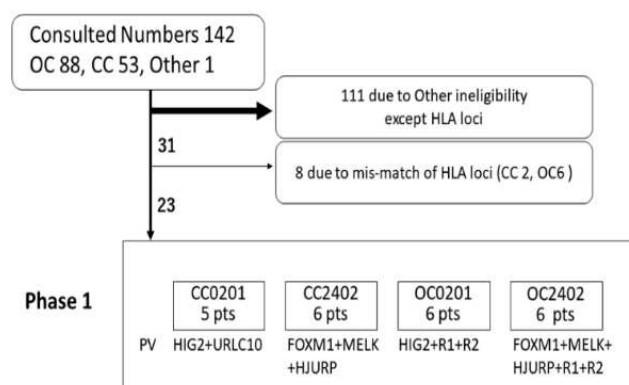 Consulted Numbers 142
OC 88, CC 53, Other 1
111 due to Other ineligibility
except HLA loci
31
8 due to mis-match of HLA loci (CC 2, OC6 )
23
Phase 1
CC0201
5 pts
CC2402
6 pts
OC0201
6 pts
OC2402
6 pts
PV
HIG2+URLC10
FOXM1+MELK
+HJURP
HIG2+R1+R2
FOXM1+MELK+
HJURP+R1+R2